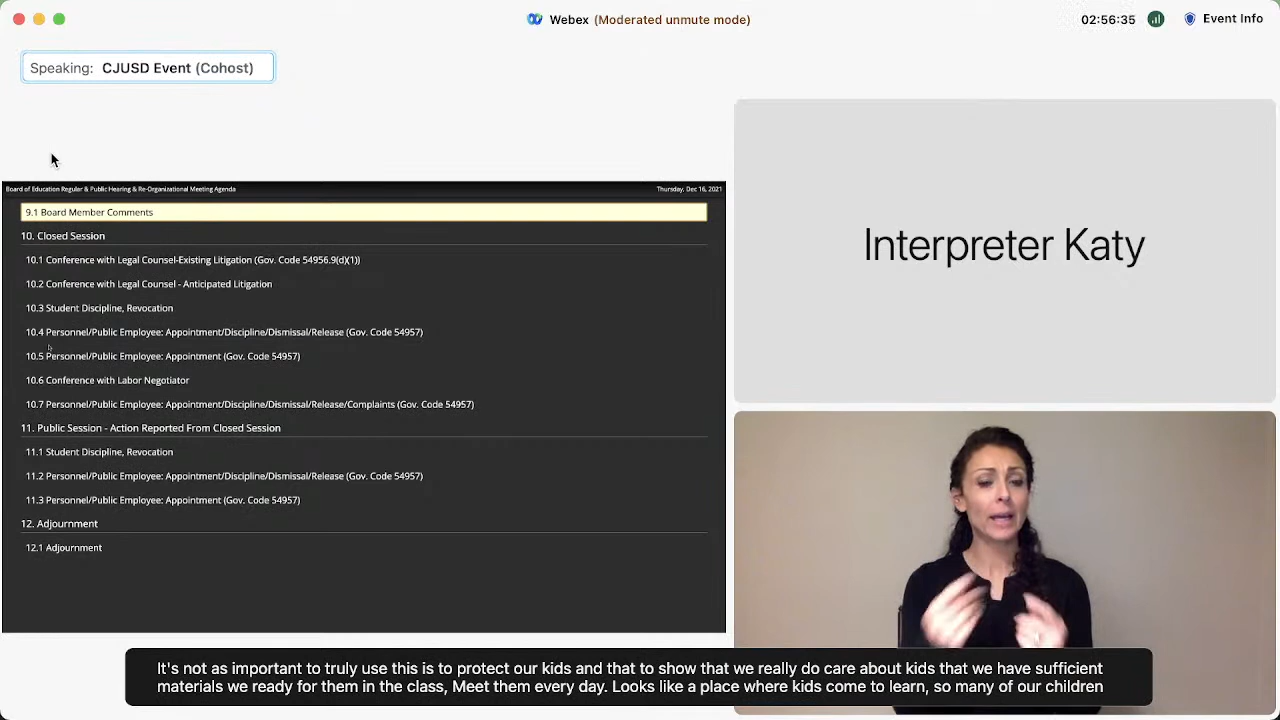 Webex (Moderated unmute mode)
02:56:35
Event Info
Speaking: CJUSD Event (Cohost)
Board of Education Regular & Public Hearing & Re-Organizational Meeting Agenda
Thursday, Dec 16, 2021
9.1 Board Member Comments
10. Closed Session
10.1 Conference with Legal Counsel-Existing Litigation (Gov. Code 54956.9(d)(1))
10.2 Conference with Legal Counsel - Anticipated Litigation
10.3 Student Discipline, Revocation
10.4 Personnel/Public Employee: Appointment/Discipline/Dismissal/Release (Gov. Code 54957)
10.5 Personnel/Public Employee: Appointment (Gov. Code 54957)
10.6 Conference with Labor Negotiator
10.7 Personnel/Public Employee: Appointment/Discipline/Dismissal/Release/Complaints (Gov. Code 54957)
11. Public Session - Action Reported From Closed Session
11.1 Student Discipline, Revocation
11.2 Personnel/Public Employee: Appointment/Discipline/Dismissal/Release (Gov. Code 54957)
11.3 Personnel/Public Employee: Appointment (Gov. Code 54957)
12. Adjournment
12.1 Adjournment
Interpreter Katy
It's not as important to truly use this is to protect our kids and that to show that we really do care about kids that we have sufficient
materials we ready for them in the class, Meet them every day. Looks like a place where kids come to learn, so many of our children